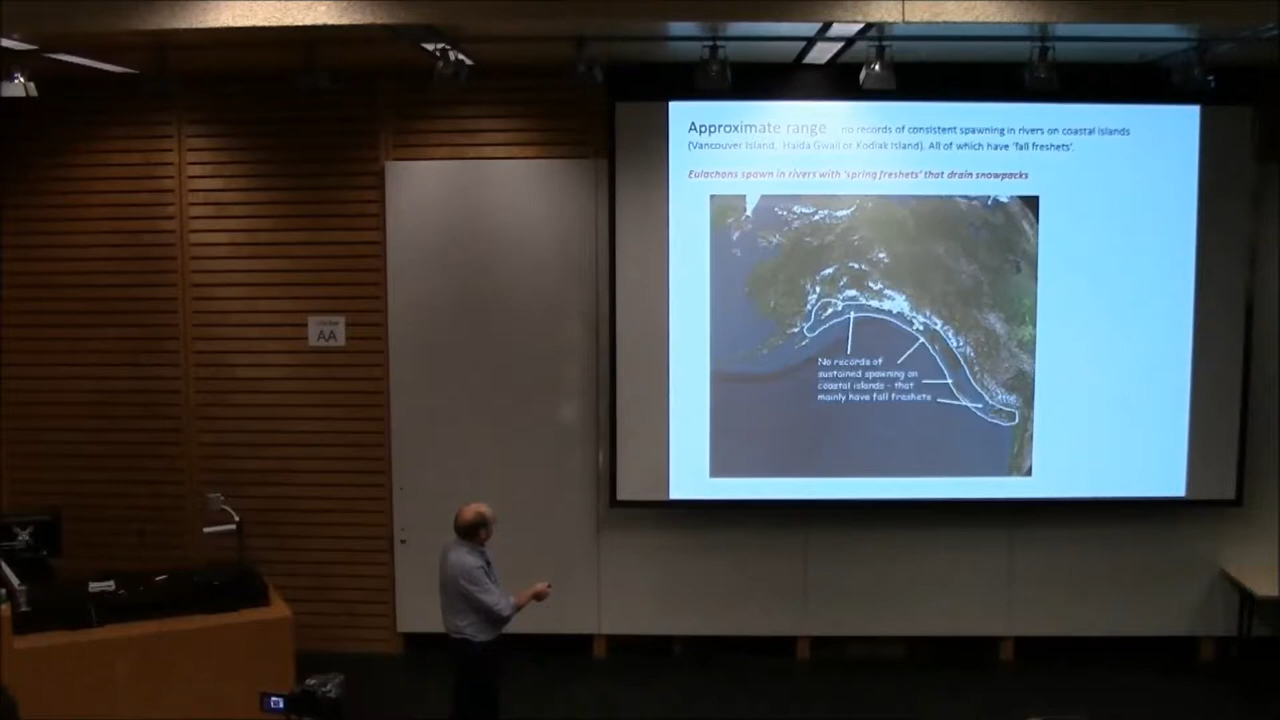 Approximate range no records of consistent spawning in rivers on coastal islands
(Vancouver Island, Haida Gwaii or Kodiak Island). All of which have 'fall freshets'.
Eulachons spawn in rivers with 'spring freshets' that drain snowpacks
No records of
sustained spawning on
coastal islands - that
mainly have fall freshets
AA